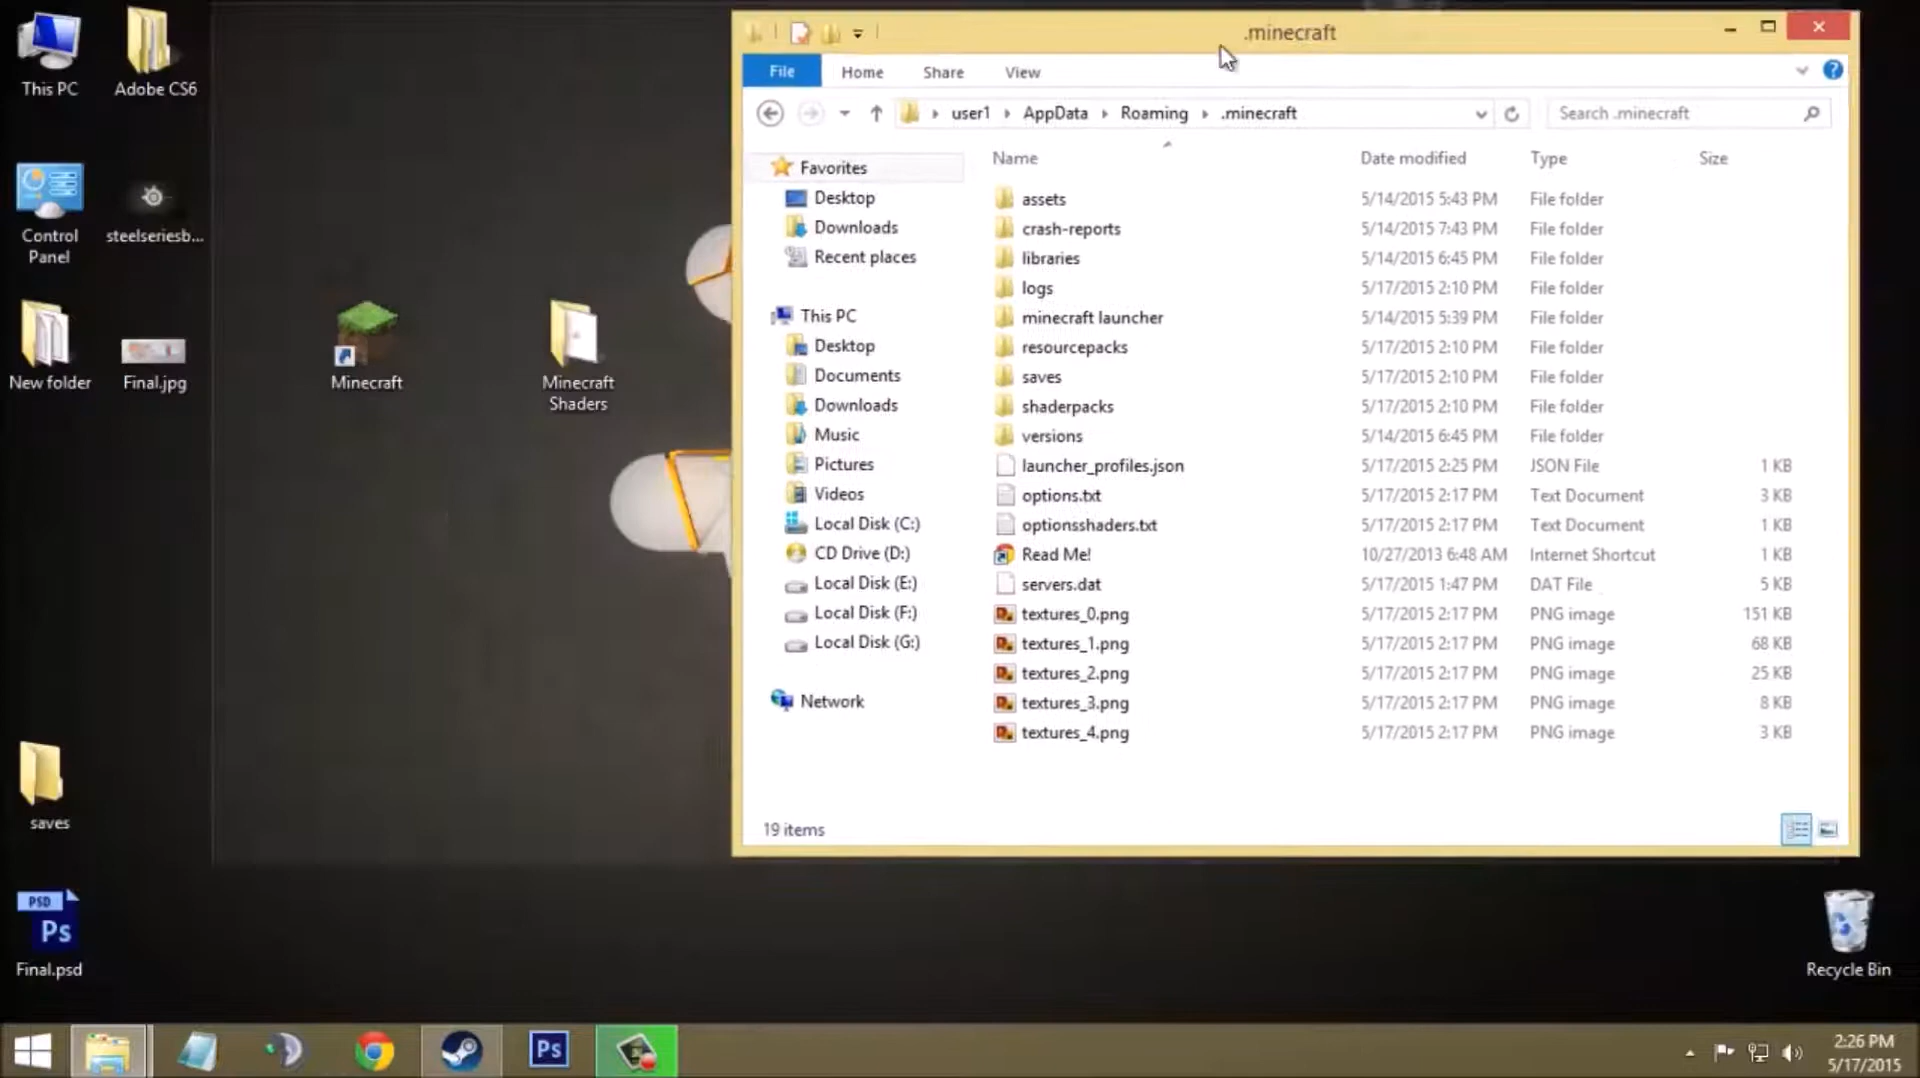 This PC
Adobe CS6
Control
Panel
steelseriesb...
New folder
Final.jpg
Minecraft
Minecraft
Shaders
saves
PSD
Ps
Final.psd
.minecraft
File
Home
Share
View
user1
AppData
Roaming
.minecraft
Search .minecraft
Favorites
Desktop
Downloads
Recent places
This PC
Desktop
Documents
Downloads
Music
Pictures
Videos
Local Disk (C:)
CD Drive (D:)
Local Disk (E:)
Local Disk (F:)
Local Disk (G:)
Network
Name Date modified Type Size
assets 5/14/2015 5:43 PM File folder
crash-reports 5/14/2015 7:43 PM File folder
libraries 5/14/2015 6:45 PM File folder
logs 5/17/2015 2:10 PM File folder
minecraft launcher 5/14/2015 5:39 PM File folder
resourcepacks 5/17/2015 2:10 PM File folder
saves 5/17/2015 2:10 PM File folder
shaderpacks 5/17/2015 2:10 PM File folder
versions 5/14/2015 6:45 PM File folder
launcher_profiles.json 5/17/2015 2:25 PM JSON File 1 KB
options.txt 5/17/2015 2:17 PM Text Document 3 KB
optionsshaders.txt 5/17/2015 2:17 PM Text Document 1 KB
Read Me! 10/27/2013 6:48 AM Internet Shortcut 1 KB
servers.dat 5/17/2015 1:47 PM DAT File 5 KB
textures_0.png 5/17/2015 2:17 PM PNG image 151 KB
textures_1.png 5/17/2015 2:17 PM PNG image 68 KB
textures_2.png 5/17/2015 2:17 PM PNG image 25 KB
textures_3.png 5/17/2015 2:17 PM PNG image 8 KB
textures_4.png 5/17/2015 2:17 PM PNG image 3 KB
19 items
Recycle Bin
Ps
2:26 PM
5/17/2015